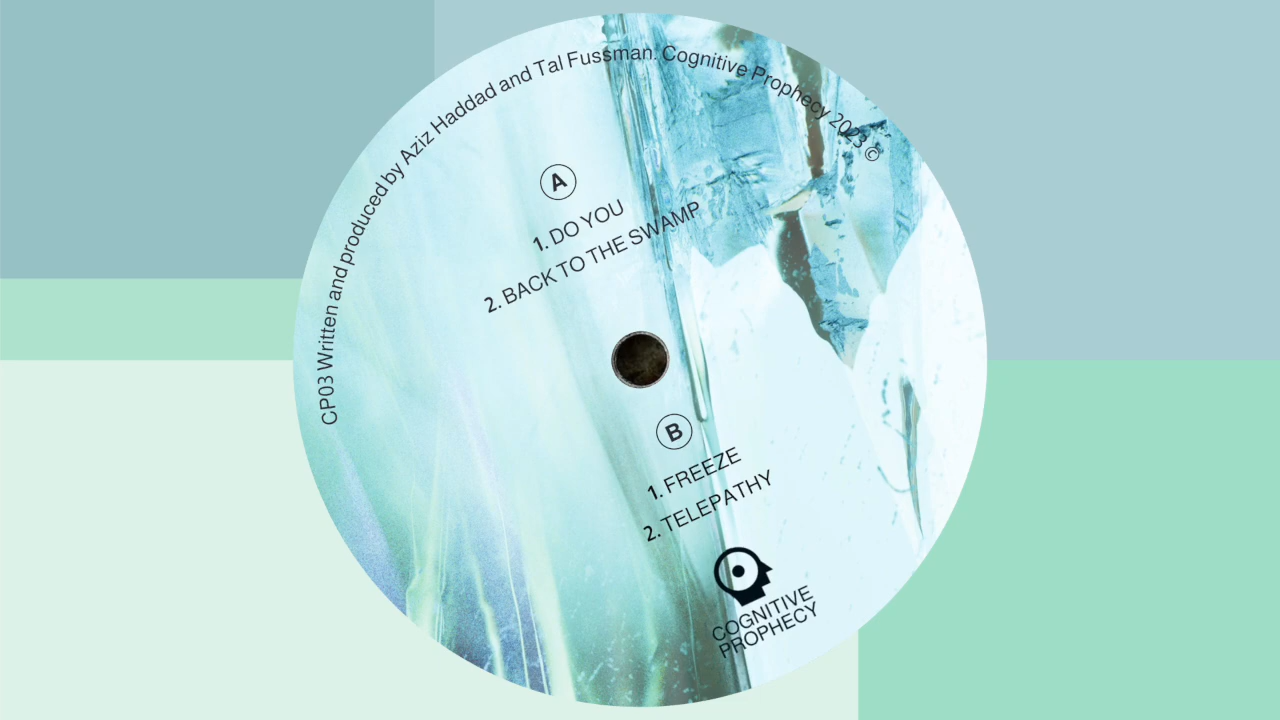 CP03 Written and produced by Aziz Haddad and Tal Fussman. Cognitive Prophecy 2023 ©
A
1. DO YOU
2. BACK TO THE SWAMP
B
1. FREEZE
2. TELEPATHY
COGNITIVE
PROPHECY